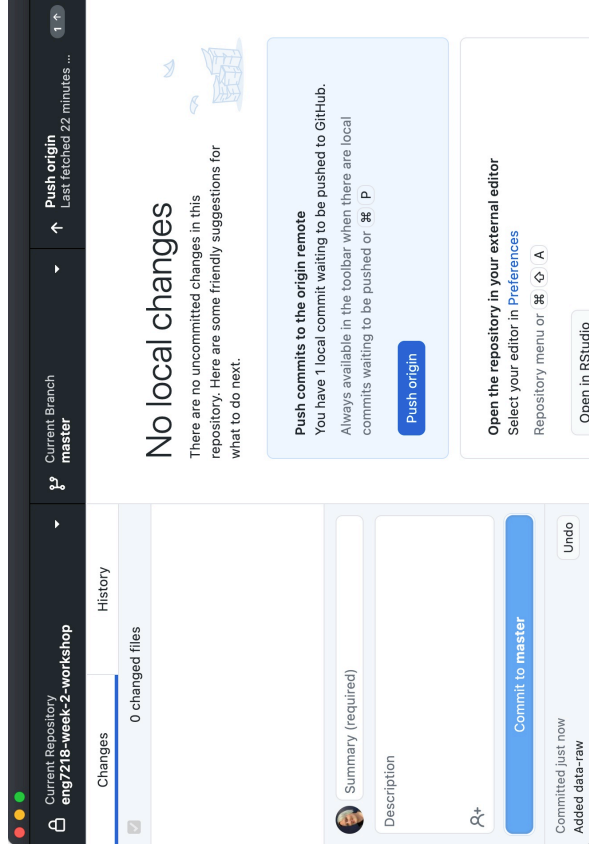 Current Repository
eng7218-week-2-workshop
Current Branch
master
Push origin
Last fetched 22 minutes ...
1
Changes
History
0 changed files
Summary (required)
Description
Commit to master
Committed just now
Added data-raw
Undo
No local changes
There are no uncommitted changes in this
repository. Here are some friendly suggestions for
what to do next.
Push commits to the origin remote
You have 1 local commit waiting to be pushed to GitHub.
Always available in the toolbar when there are local
commits waiting to be pushed or ⌘ P
Push origin
Open the repository in your external editor
Select your editor in Preferences
Repository menu or ⌘ ⇧ A
Open in RStudio